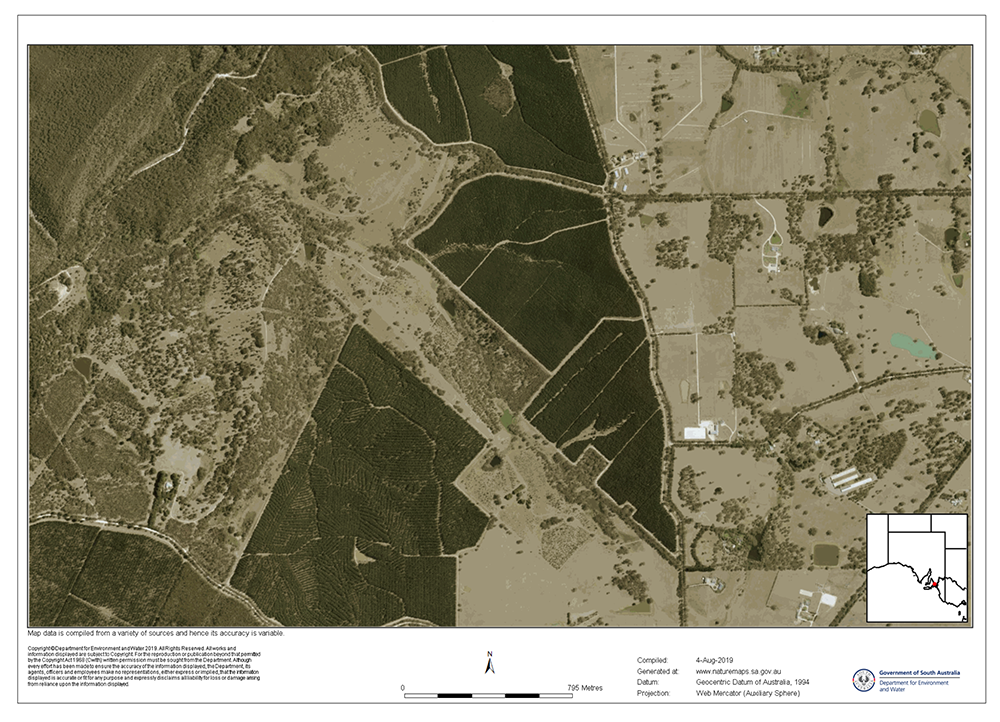 Map data is compiled from a variety of sources and hence its accuracy is variable.
Copyright©Department for Environment and Water 2019. All Rights Reserved. All works and
information displayed are subject to Copyright. For the reproduction or publication beyond that permitted
by the Copyright Act 1968 (Cwlth) written permission must be sought from the Department. Although
every effort has been made to ensure the accuracy of the information displayed, the Department, its
agents, officers and employees make no representations, either express or implied, that the information
displayed is accurate or fit for any purpose and expressly disclaims all liability for loss or damage arising
from reliance upon the information displayed.
N
0
795 Metres
Compiled: 4-Aug-2019
Generated at: www.naturemaps.sa.gov.au
Datum: Geocentric Datum of Australia, 1994
Projection: Web Mercator (Auxliary Sphere)
Government of South Australia
Department for Environment
and Water